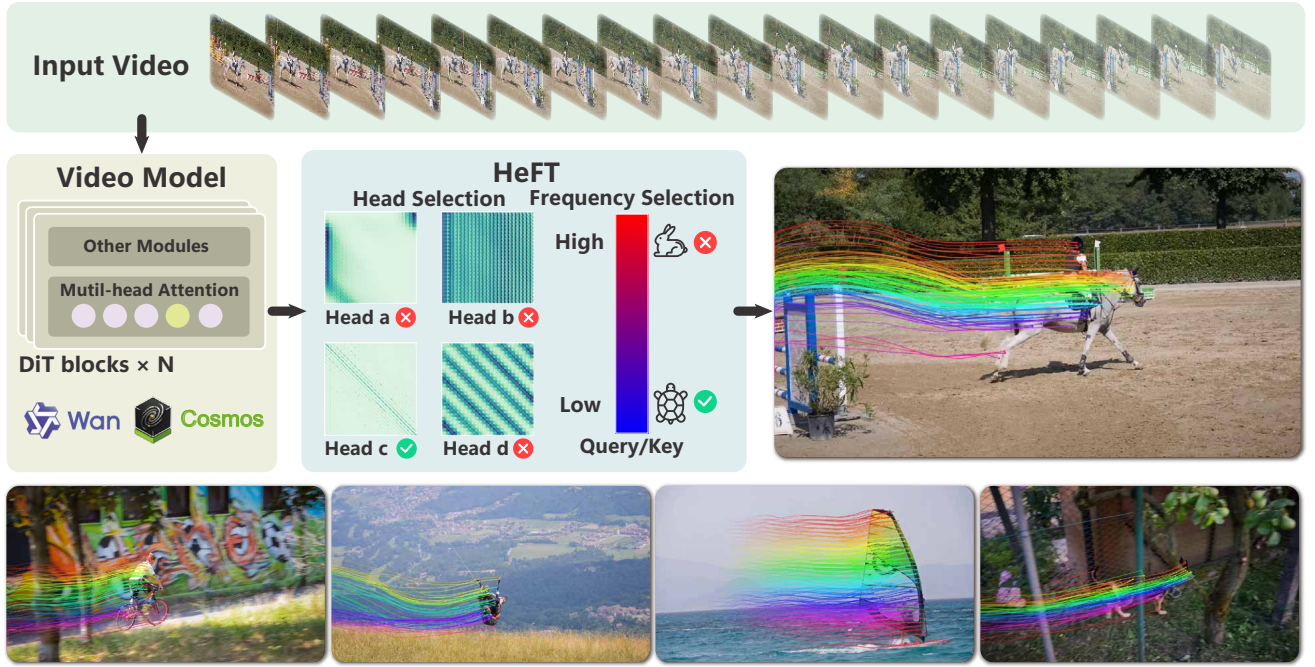 Input Video
Video Model
Other Modules
Mutil-head Attention
DiT blocks × N
Wan
Cosmos
HeFT
Head Selection
Frequency Selection
Head a
Head b
Head c
Head d
High
Low
Query/Key